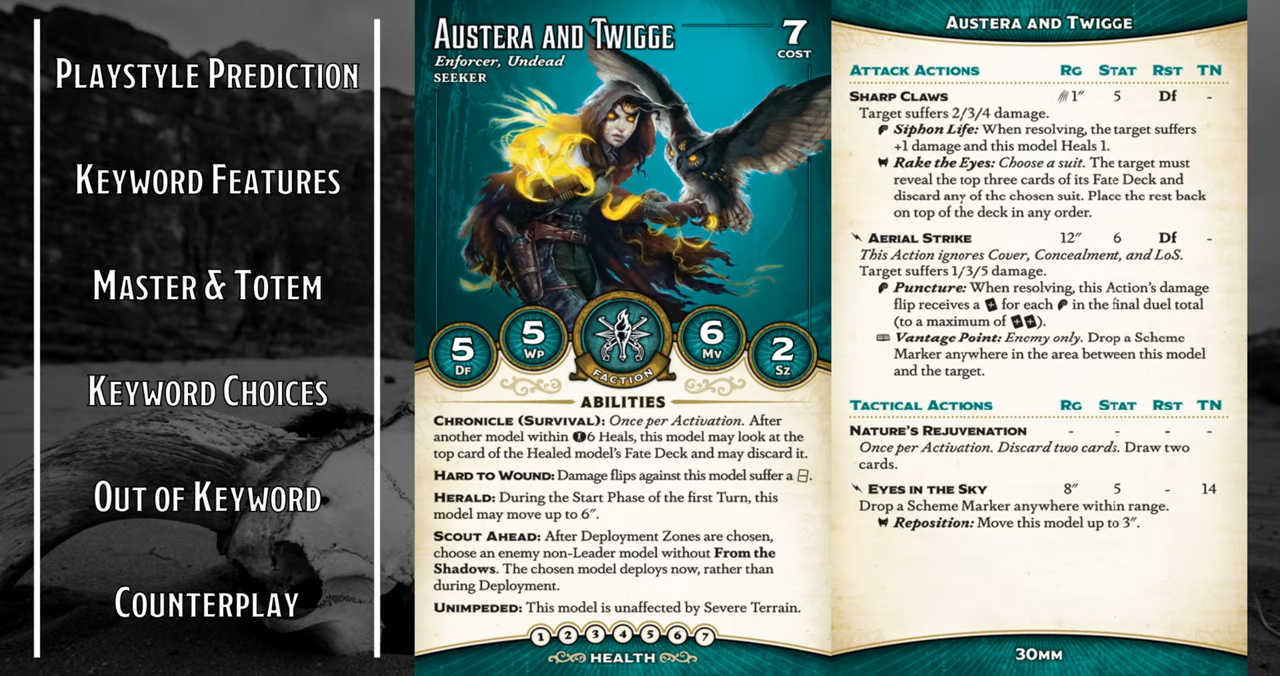 PLAYSTYLE PREDICTION
KEYWORD FEATURES
MASTER & TOTEM
KEYWORD CHOICES
OUT OF KEYWORD
COUNTERPLAY
AUSTERA AND TWIGGE
Enforcer, Undead
SEEKER
7
COST
5
DF
5
WP
FACTION
6
MV
2
SZ
ABILITIES
CHRONICLE (SURVIVAL): Once per Activation. After
another model within 6 Heals, this model may look at the
top card of the Healed model's Fate Deck and may discard it.
HARD TO WOUND: Damage flips against this model suffer a .
HERALD: During the Start Phase of the first Turn, this
model may move up to 6″.
SCOUT AHEAD: After Deployment Zones are chosen,
choose an enemy non-Leader model without From the
Shadows. The chosen model deploys now, rather than
during Deployment.
UNIMPEDED: This model is unaffected by Severe Terrain.
1 2 3 4 5 6 7
HEALTH
AUSTERA AND TWIGGE
ATTACK ACTIONS RG STAT RST TN
SHARP CLAWS 1″ 5 Df -
Target suffers 2/3/4 damage.
Siphon Life: When resolving, the target suffers
+1 damage and this model Heals 1.
Rake the Eyes: Choose a suit. The target must
reveal the top three cards of its Fate Deck and
discard any of the chosen suit. Place the rest back
on top of the deck in any order.
AERIAL STRIKE 12″ 6 Df -
This Action ignores Cover, Concealment, and LoS.
Target suffers 1/3/5 damage.
Puncture: When resolving, this Action's damage
flip receives a + for each in the final duel total
(to a maximum of ++).
Vantage Point: Enemy only. Drop a Scheme
Marker anywhere in the area between this model
and the target.
TACTICAL ACTIONS RG STAT RST TN
NATURE'S REJUVENATION - - - -
Once per Activation. Discard two cards. Draw two
cards.
EYES IN THE SKY 8″ 5 - 14
Drop a Scheme Marker anywhere within range.
Reposition: Move this model up to 3″.
30MM